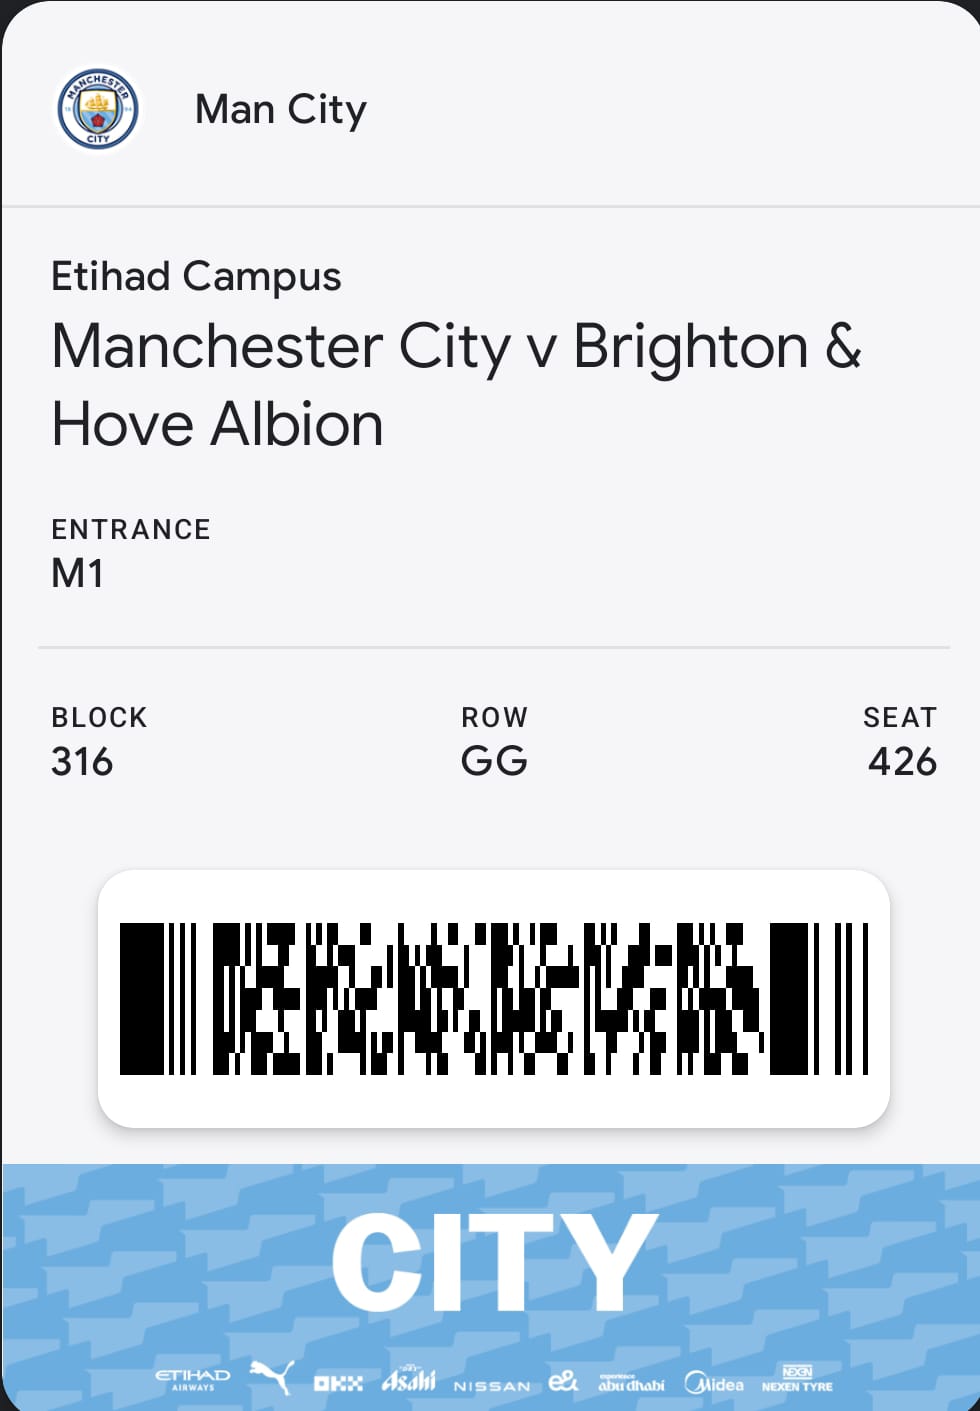 MANCHESTER
CITY
Man City
Etihad Campus
Manchester City v Brighton &
Hove Albion
ENTRANCE
M1
BLOCK
ROW
SEAT
316
GG
426
CITY
ETIHAD
AIRWAYS
OKX
Asahi
NISSAN
e&
experience
abu dhabi
Midea
NEXEN
NEXEN TYRE